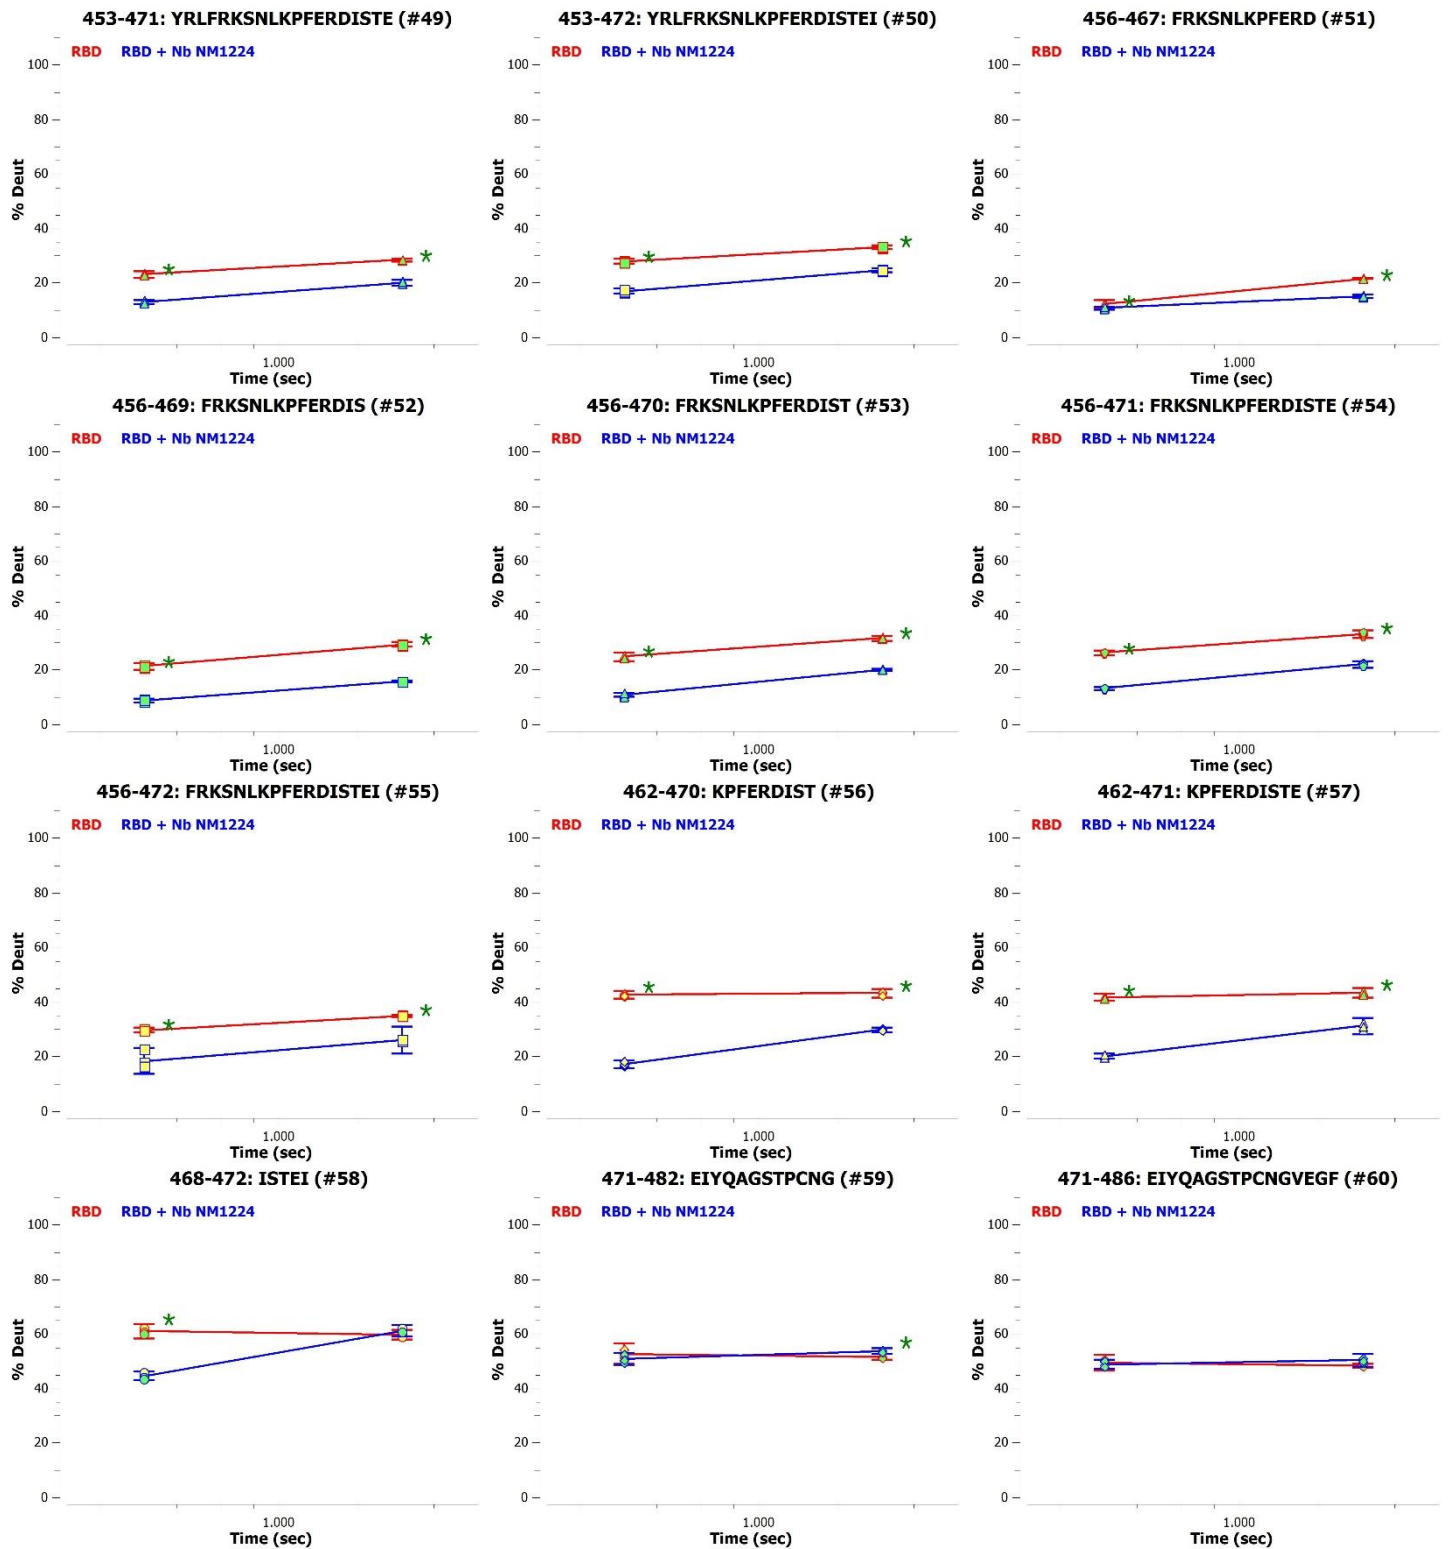 453-471: YRLFRKSNLKPFERDISTE (#49)
RBD RBD + Nb NM1224
100
80
60
40
20
0
% Deut
1.000
Time (sec)
453-472: YRLFRKSNLKPFERDISTEI (#50)
RBD RBD + Nb NM1224
100
80
60
40
20
0
% Deut
1.000
Time (sec)
456-467: FRKSNLKPFERD (#51)
RBD RBD + Nb NM1224
100
80
60
40
20
0
% Deut
1.000
Time (sec)
456-469: FRKSNLKPFERDIS (#52)
RBD RBD + Nb NM1224
100
80
60
40
20
0
% Deut
1.000
Time (sec)
456-470: FRKSNLKPFERDIST (#53)
RBD RBD + Nb NM1224
100
80
60
40
20
0
% Deut
1.000
Time (sec)
456-471: FRKSNLKPFERDISTE (#54)
RBD RBD + Nb NM1224
100
80
60
40
20
0
% Deut
1.000
Time (sec)
456-472: FRKSNLKPFERDISTEI (#55)
RBD RBD + Nb NM1224
100
80
60
40
20
0
% Deut
1.000
Time (sec)
462-470: KPFERDIST (#56)
RBD RBD + Nb NM1224
100
80
60
40
20
0
% Deut
1.000
Time (sec)
462-471: KPFERDISTE (#57)
RBD RBD + Nb NM1224
100
80
60
40
20
0
% Deut
1.000
Time (sec)
468-472: ISTEI (#58)
RBD RBD + Nb NM1224
100
80
60
40
20
0
% Deut
1.000
Time (sec)
471-482: EIYQAGSTPCNG (#59)
RBD RBD + Nb NM1224
100
80
60
40
20
0
% Deut
1.000
Time (sec)
471-486: EIYQAGSTPCNGVEGF (#60)
RBD RBD + Nb NM1224
100
80
60
40
20
0
% Deut
1.000
Time (sec)